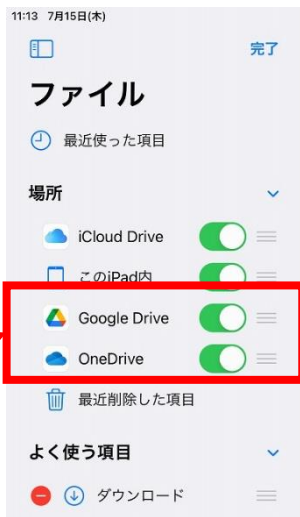 11:13 7月15日(木)
完了
ファイル
最近使った項目
場所
iCloud Drive
このiPad内
Google Drive
OneDrive
最近削除した項目
よく使う項目
ダウンロード